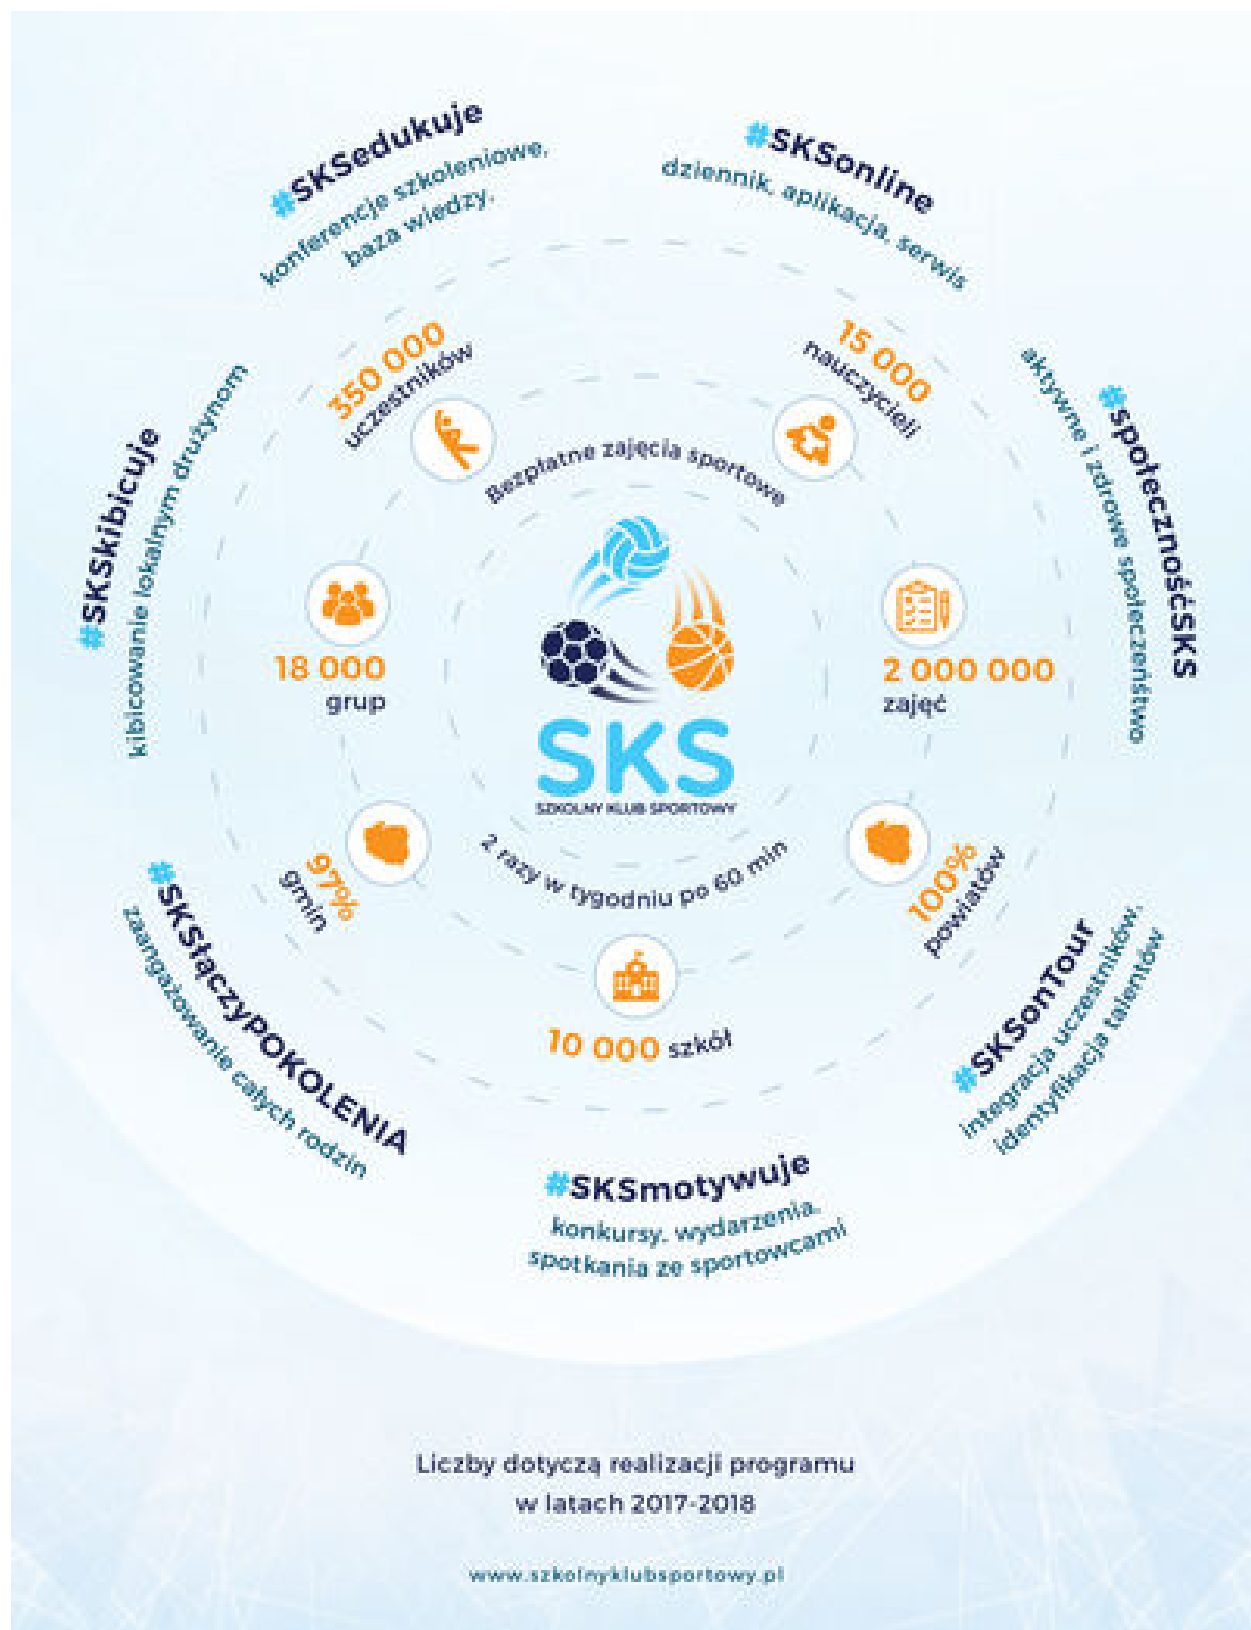 #SKSedukuje
konferencje szkoleniowe,
baza wiedzy,
#SKSonline
dziennik, aplikacja, serwis
#społecznośćSKS
aktywne i zdrowe społeczeństwo
#SKSonTour
integracja uczestników,
identyfikacja talentów
#SKSmotywuje
konkursy, wydarzenia,
spotkania ze sportowcami
#SKSłączyPOKOLENIA
zaangażowanie całych rodzin
#SKSkibicuje
kibicowanie lokalnym drużynom
350 000
uczestników
15 000
nauczycieli
2 000 000
zajęć
100%
powiatów
10 000 szkół
97%
gmin
18 000
grup
Bezpłatne zajęcia sportowe
SKS
SZKOLNY KLUB SPORTOWY
2 razy w tygodniu po 60 min
Liczby dotyczą realizacji programu
w latach 2017-2018
www.szkolnyklubsportowy.pl